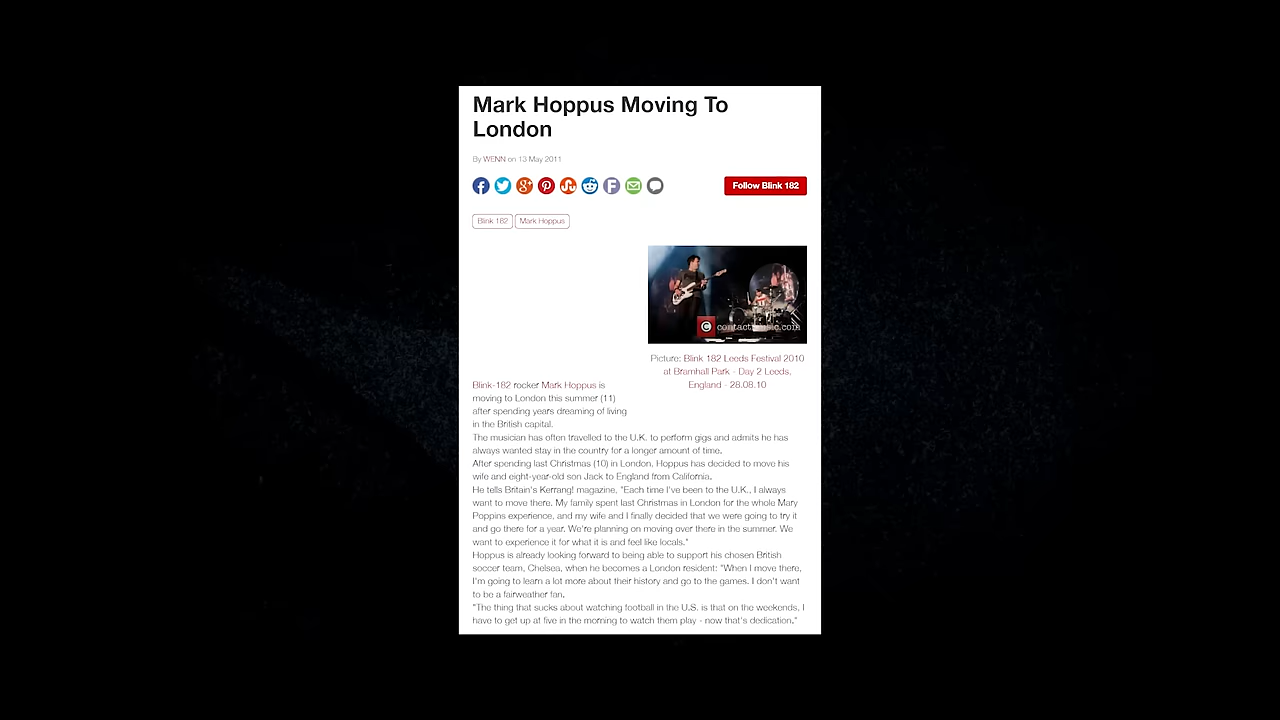 Mark Hoppus Moving To
London
By WENN on 13 May 2011
Follow Blink 182
Blink 182 Mark Hoppus
contactmusic.com
Picture: Blink 182 Leeds Festival 2010
at Bramhall Park - Day 2 Leeds,
England - 28.08.10
Blink-182 rocker Mark Hoppus is
moving to London this summer (11)
after spending years dreaming of living
in the British capital.
The musician has often travelled to the U.K. to perform gigs and admits he has
always wanted stay in the country for a longer amount of time.
After spending last Christmas (10) in London, Hoppus has decided to move his
wife and eight-year-old son Jack to England from California.
He tells Britain's Kerrang! magazine, "Each time I've been to the U.K., I always
want to move there. My family spent last Christmas in London for the whole Mary
Poppins experience, and my wife and I finally decided that we were going to try it
and go there for a year. We're planning on moving over there in the summer. We
want to experience it for what it is and feel like locals."
Hoppus is already looking forward to being able to support his chosen British
soccer team, Chelsea, when he becomes a London resident: "When I move there,
I'm going to learn a lot more about their history and go to the games. I don't want
to be a fairweather fan.
"The thing that sucks about watching football in the U.S. is that on the weekends, I
have to get up at five in the morning to watch them play - now that's dedication."